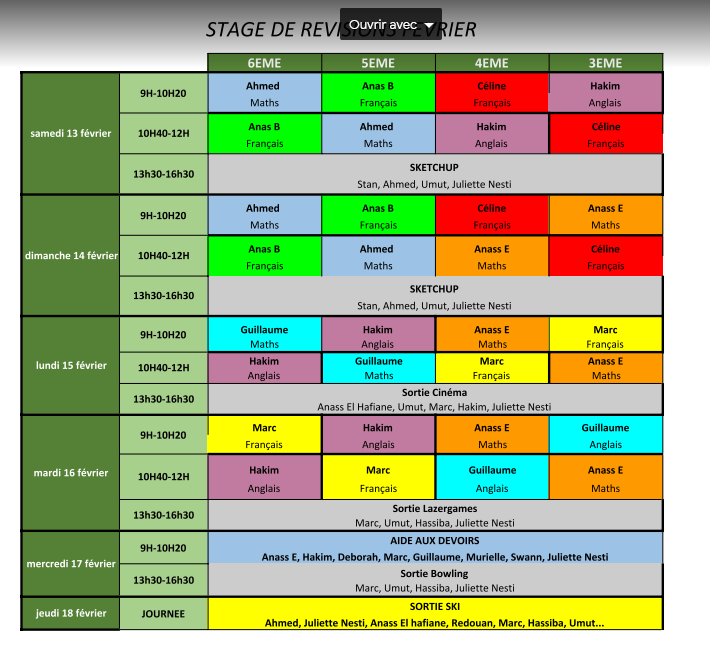 STAGE DE REVISIONS FEVRIER
Ouvrir avec
6EME 5EME 4EME 3EME
samedi 13 février
9H-10H20
Ahmed
Maths
Anas B
Français
Céline
Français
Hakim
Anglais
10H40-12H
Anas B
Français
Ahmed
Maths
Hakim
Anglais
Céline
Français
13h30-16h30
SKETCHUP
Stan, Ahmed, Umut, Juliette Nesti
dimanche 14 février
9H-10H20
Ahmed
Maths
Anas B
Français
Céline
Français
Anass E
Maths
10H40-12H
Anas B
Français
Ahmed
Maths
Anass E
Maths
Céline
Français
13h30-16h30
SKETCHUP
Stan, Ahmed, Umut, Juliette Nesti
lundi 15 février
9H-10H20
Guillaume
Maths
Hakim
Anglais
Anass E
Maths
Marc
Français
10H40-12H
Hakim
Anglais
Guillaume
Maths
Marc
Français
Anass E
Maths
13h30-16h30
Sortie Cinéma
Anass El Hafiane, Umut, Marc, Hakim, Juliette Nesti
mardi 16 février
9H-10H20
Marc
Français
Hakim
Anglais
Anass E
Maths
Guillaume
Anglais
10H40-12H
Hakim
Anglais
Marc
Français
Guillaume
Anglais
Anass E
Maths
13h30-16h30
Sortie Lazergames
Marc, Umut, Hassiba, Juliette Nesti
mercredi 17 février
9H-10H20
AIDE AUX DEVOIRS
Anass E, Hakim, Deborah, Marc, Guillaume, Murielle, Swann, Juliette Nesti
13h30-16h30
Sortie Bowling
Marc, Umut, Hassiba, Juliette Nesti
jeudi 18 février
JOURNEE
SORTIE SKI
Ahmed, Juliette Nesti, Anass El hafiane, Redouan, Marc, Hassiba, Umut...